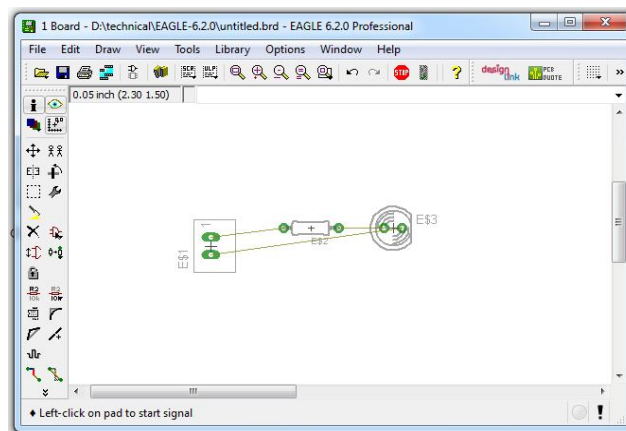 1 Board - D:\technical\EAGLE-6.2.0\untitled.brd - EAGLE 6.2.0 Professional
File Edit Draw View Tools Library Options Window Help
STOP ? design link PCB QUOTE »
0.05 inch (2.30 1.50)
1
E$3
E$2
E$1
Left-click on pad to start signal